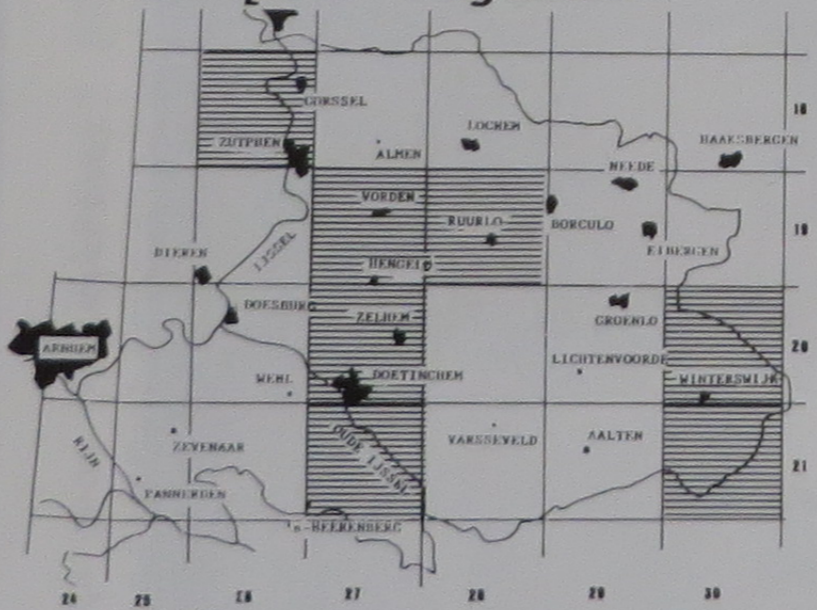 GORSSEL
18
LOCHEM
HAAKSBERGEN
ZUTPHEN
ALMEN
NEEDE
VORDEN
RUURLO
BORCULO
19
EIBERGEN
DIEREN
IJSSEL
HENGELO
DOESBURG
ZELHEM
GROENLO
ARNHEM
20
LICHTENVOORDE
WEHL
DOETINCHEM
WINTERSWIJK
RIJN
ZEVENAAR
OUDE IJSSEL
VARSSEVELD
AALTEN
21
PANNERDEN
's-HEERENBERG
24 25 26 27 28 29 30